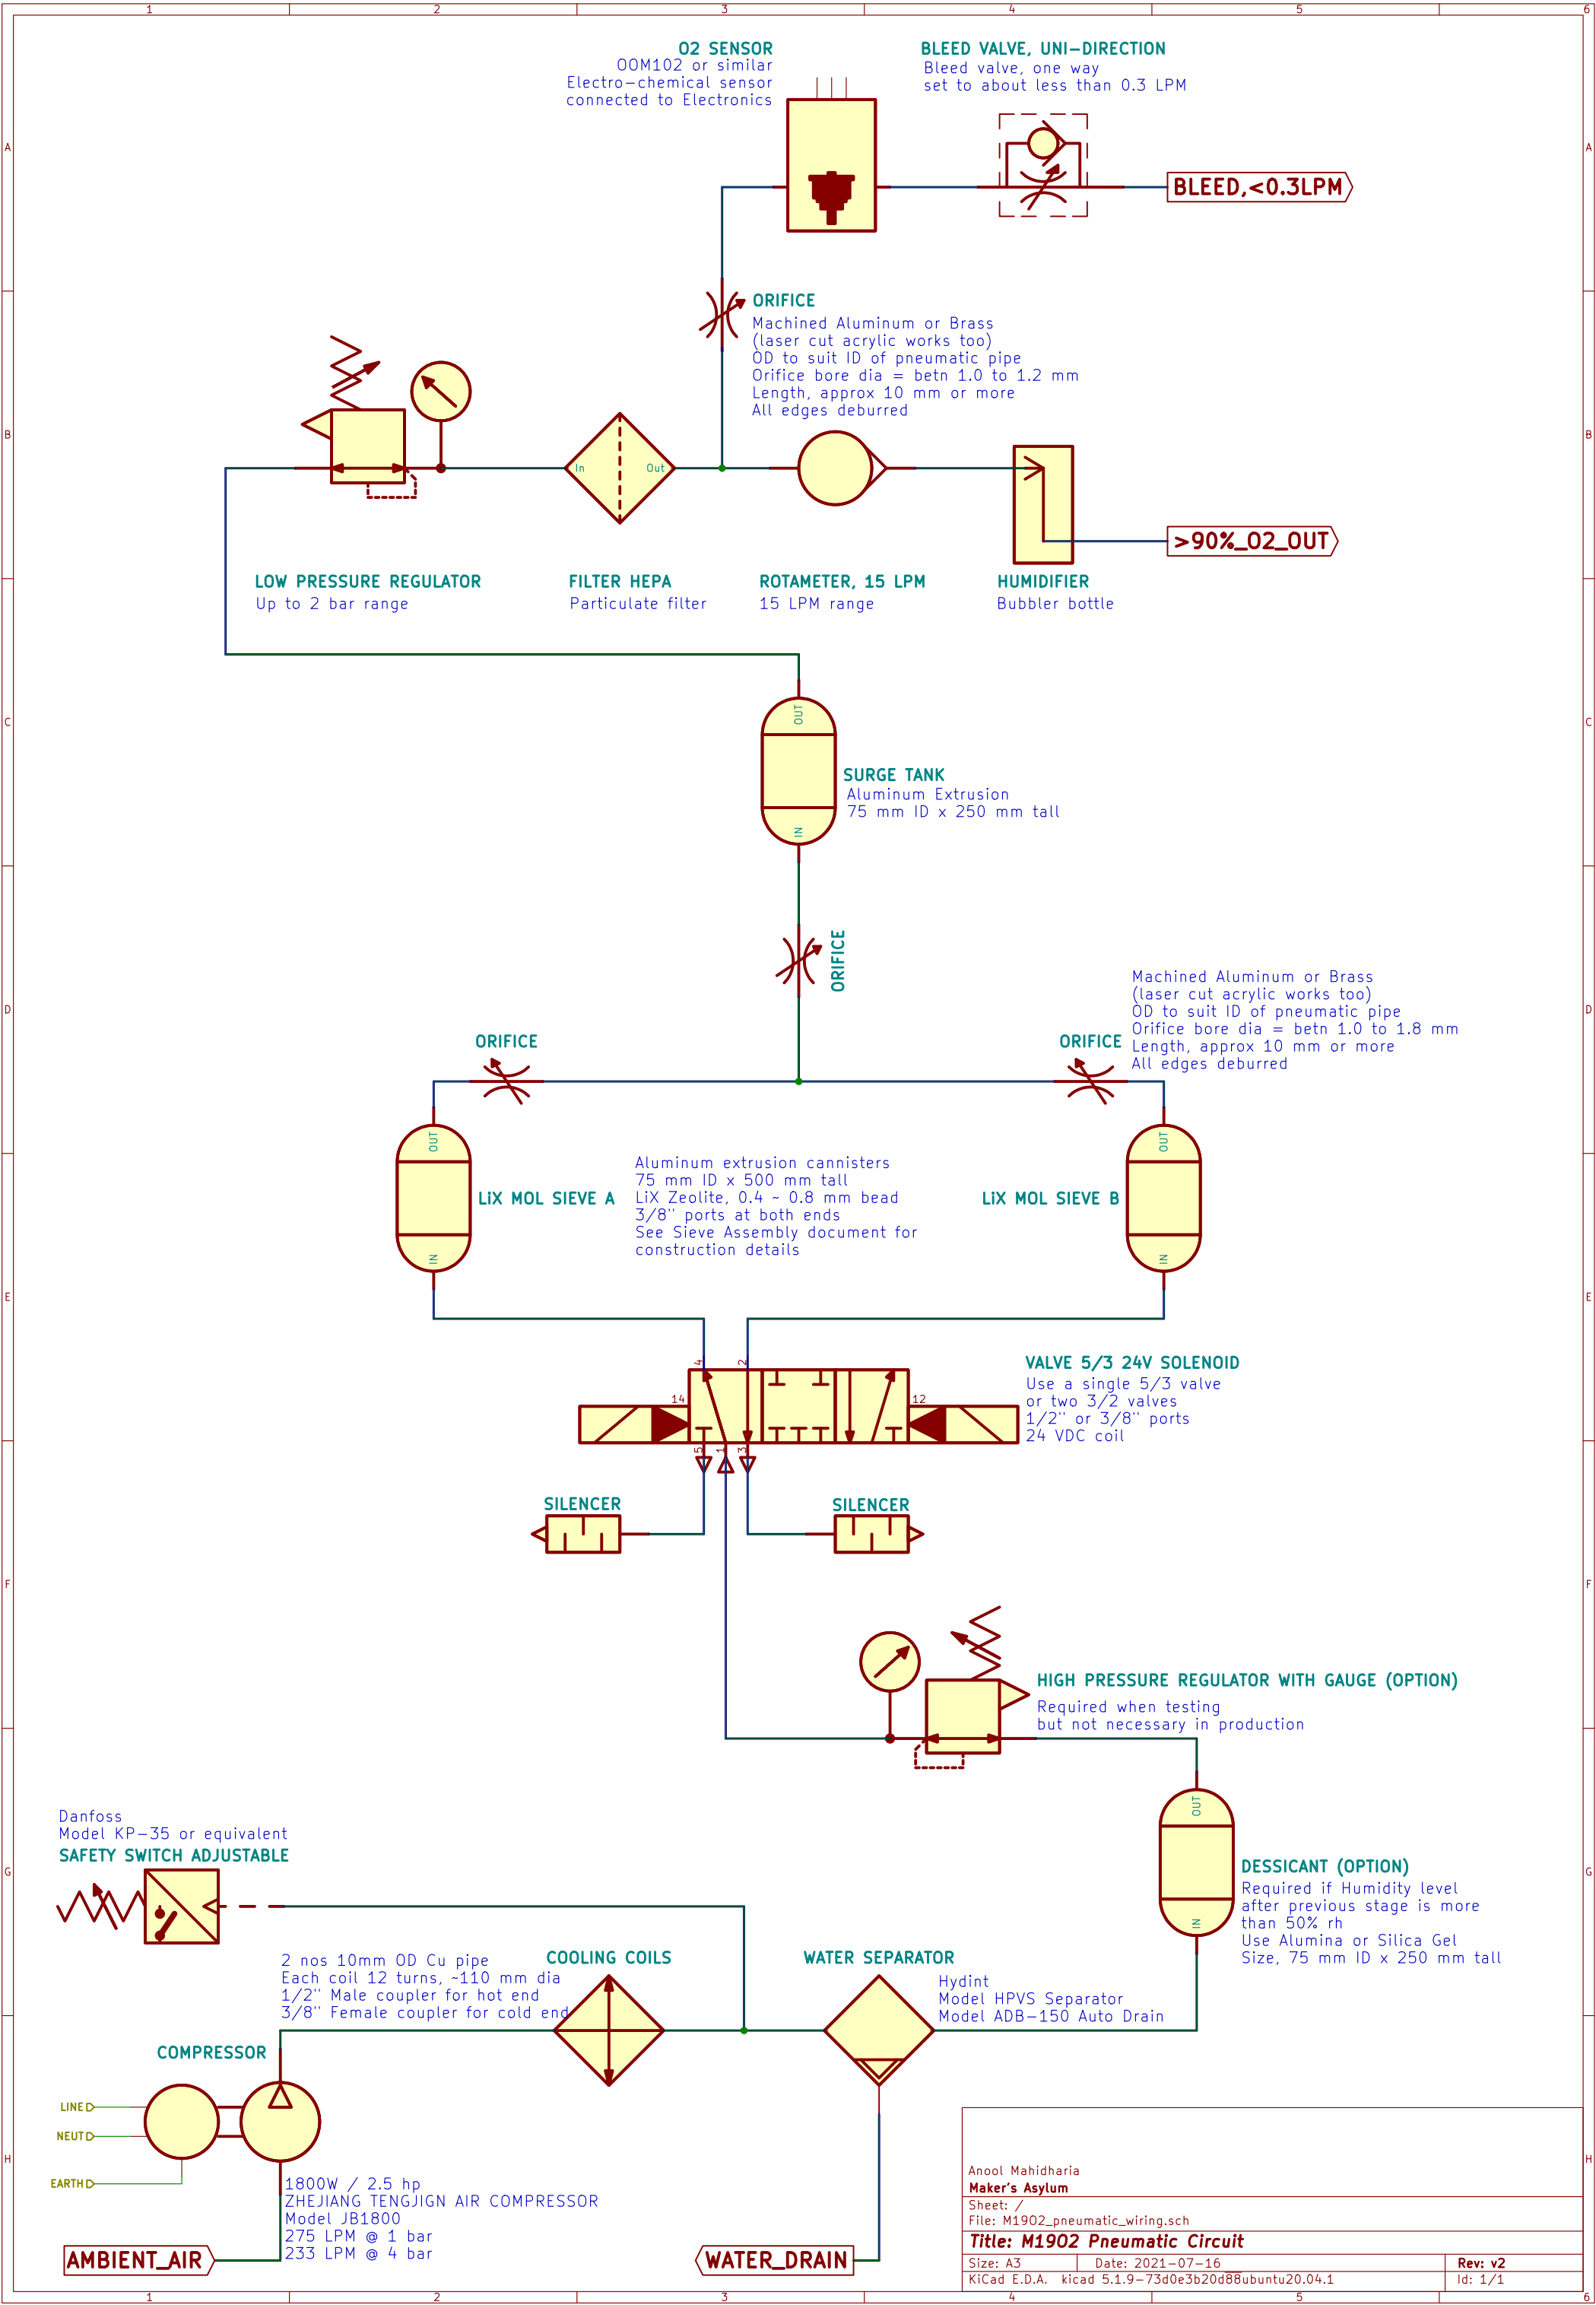 1
2
3
4
5
6
A
A
O2 SENSOR
OOM102 or similar
Electro-chemical sensor
connected to Electronics
BLEED VALVE, UNI-DIRECTION
Bleed valve, one way
set to about less than 0.3 LPM
BLEED,<0.3LPM
ORIFICE
Machined Aluminum or Brass
(laser cut acrylic works too)
OD to suit ID of pneumatic pipe
Orifice bore dia = betn 1.0 to 1.2 mm
Length, approx 10 mm or more
All edges deburred
B
B
In
Out
>90%_O2_OUT
LOW PRESSURE REGULATOR
Up to 2 bar range
FILTER HEPA
Particulate filter
ROTAMETER, 15 LPM
15 LPM range
HUMIDIFIER
Bubbler bottle
C
C
OUT
SURGE TANK
Aluminum Extrusion
75 mm ID x 250 mm tall
IN
ORIFICE
D
D
Machined Aluminum or Brass
(laser cut acrylic works too)
OD to suit ID of pneumatic pipe
Orifice bore dia = betn 1.0 to 1.8 mm
Length, approx 10 mm or more
All edges deburred
ORIFICE
ORIFICE
OUT
OUT
LiX MOL SIEVE A
Aluminum extrusion cannisters
75 mm ID x 500 mm tall
LiX Zeolite, 0.4 ~ 0.8 mm bead
3/8'' ports at both ends
See Sieve Assembly document for
construction details
LiX MOL SIEVE B
IN
IN
E
E
4
2
14
12
5
1
3
VALVE 5/3 24V SOLENOID
Use a single 5/3 valve
or two 3/2 valves
1/2'' or 3/8'' ports
24 VDC coil
SILENCER
SILENCER
F
F
HIGH PRESSURE REGULATOR WITH GAUGE (OPTION)
Required when testing
but not necessary in production
Danfoss
Model KP-35 or equivalent
SAFETY SWITCH ADJUSTABLE
G
G
OUT
IN
DESSICANT (OPTION)
Required if Humidity level
after previous stage is more
than 50% rh
Use Alumina or Silica Gel
Size, 75 mm ID x 250 mm tall
2 nos 10mm OD Cu pipe
Each coil 12 turns, ~110 mm dia
1/2'' Male coupler for hot end
3/8'' Female coupler for cold end
COOLING COILS
WATER SEPARATOR
Hydint
Model HPVS Separator
Model ADB-150 Auto Drain
COMPRESSOR
LINE
NEUT
EARTH
H
H
1800W / 2.5 hp
ZHEJIANG TENGJIGN AIR COMPRESSOR
Model JB1800
275 LPM @ 1 bar
233 LPM @ 4 bar
AMBIENT_AIR
WATER_DRAIN
Anool Mahidharia
Maker's Asylum
Sheet: /
File: M1902_pneumatic_wiring.sch
Title: M1902 Pneumatic Circuit
Size: A3
Date: 2021-07-16
Rev: v2
KiCad E.D.A. kicad 5.1.9-73d0e3b20d88ubuntu20.04.1
Id: 1/1
1
2
3
4
5
6